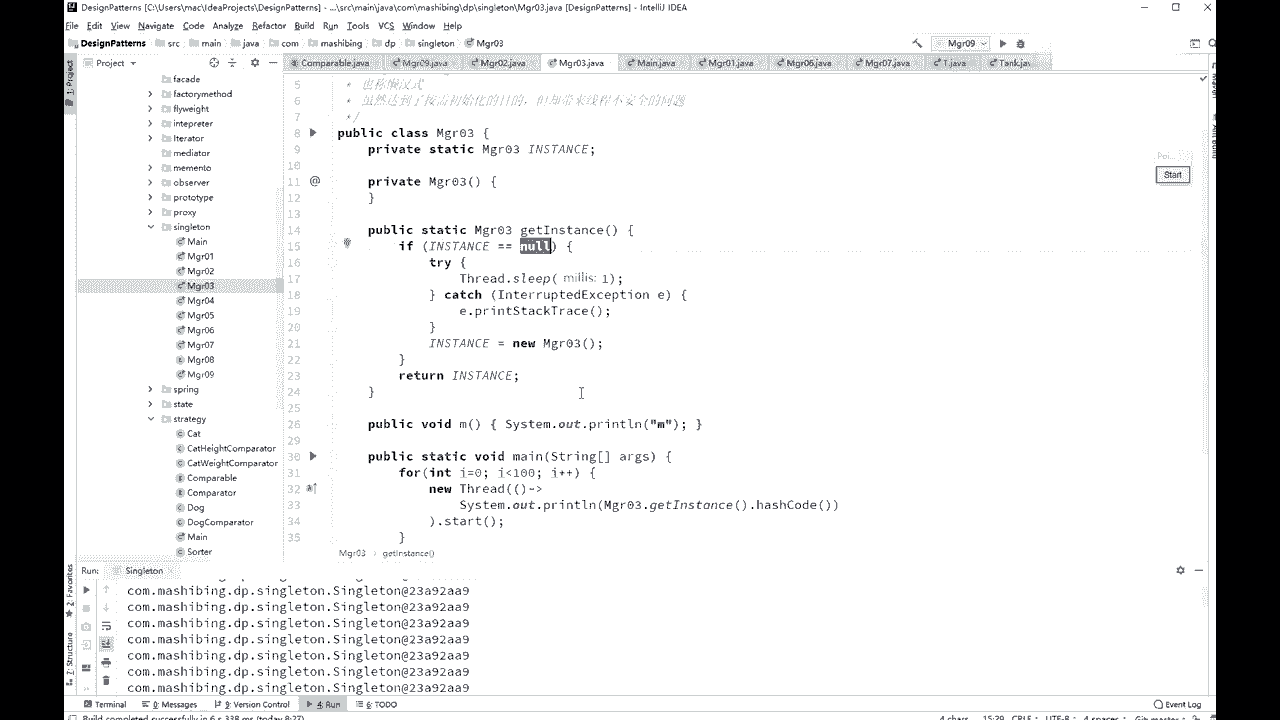 DesignPatterns [C:\Users\mac\IdeaProjects\DesignPatterns] - ...\src\main\java\com\mashibing\dp\singleton\Mgr03.java [DesignPatterns] - IntelliJ IDEA
File Edit View Navigate Code Analyze Refactor Build Run Tools VCS Window Help
DesignPatterns src main java com mashibing dp singleton Mgr03 Mgr09
Project Comparable.java Mgr09.java Mgr02.java Mgr03.java Main.java Mgr01.java Mgr06.java Mgr07.java T.java Tank.java
1: Project
facade
factorymethod
flyweight
intepreter
Iterator
mediator
memento
observer
prototype
proxy
singleton
Main
Mgr01
Mgr02
Mgr03
Mgr04
Mgr05
Mgr06
Mgr07
Mgr08
Mgr09
spring
state
strategy
Cat
CatHeightComparator
CatWeightComparator
Comparable
Comparator
Dog
DogComparator
Main
Sorter
5 * 也称懒汉式
6 * 虽然达到了按需初始化的目的，但却带来线程不安全的问题
7 */
8 public class Mgr03 {
9 private static Mgr03 INSTANCE;
10
11 private Mgr03() {
12 }
13
14 public static Mgr03 getInstance() {
15 if (INSTANCE == null) {
16 try {
17 Thread.sleep( millis: 1);
18 } catch (InterruptedException e) {
19 e.printStackTrace();
20 }
21 INSTANCE = new Mgr03();
22 }
23 return INSTANCE;
24 }
25
26 public void m() { System.out.println("m"); }
29
30 public static void main(String[] args) {
31 for(int i=0; i<100; i++) {
32 new Thread(()->
33 System.out.println(Mgr03.getInstance().hashCode())
34 ).start();
35 }
Mgr03 › getInstance()
Start
Run: Singleton
com.mashibing.dp.singleton.Singleton@23a92aa9
com.mashibing.dp.singleton.Singleton@23a92aa9
com.mashibing.dp.singleton.Singleton@23a92aa9
com.mashibing.dp.singleton.Singleton@23a92aa9
com.mashibing.dp.singleton.Singleton@23a92aa9
com.mashibing.dp.singleton.Singleton@23a92aa9
com.mashibing.dp.singleton.Singleton@23a92aa9
2: Favorites
7: Structure
Terminal 0: Messages 9: Version Control 4: Run 6: TODO Event Log
Build completed successfully in 6 s 338 ms (today 8:27) 4 chars 15:29 CRLF UTF-8 4 spaces Git: master